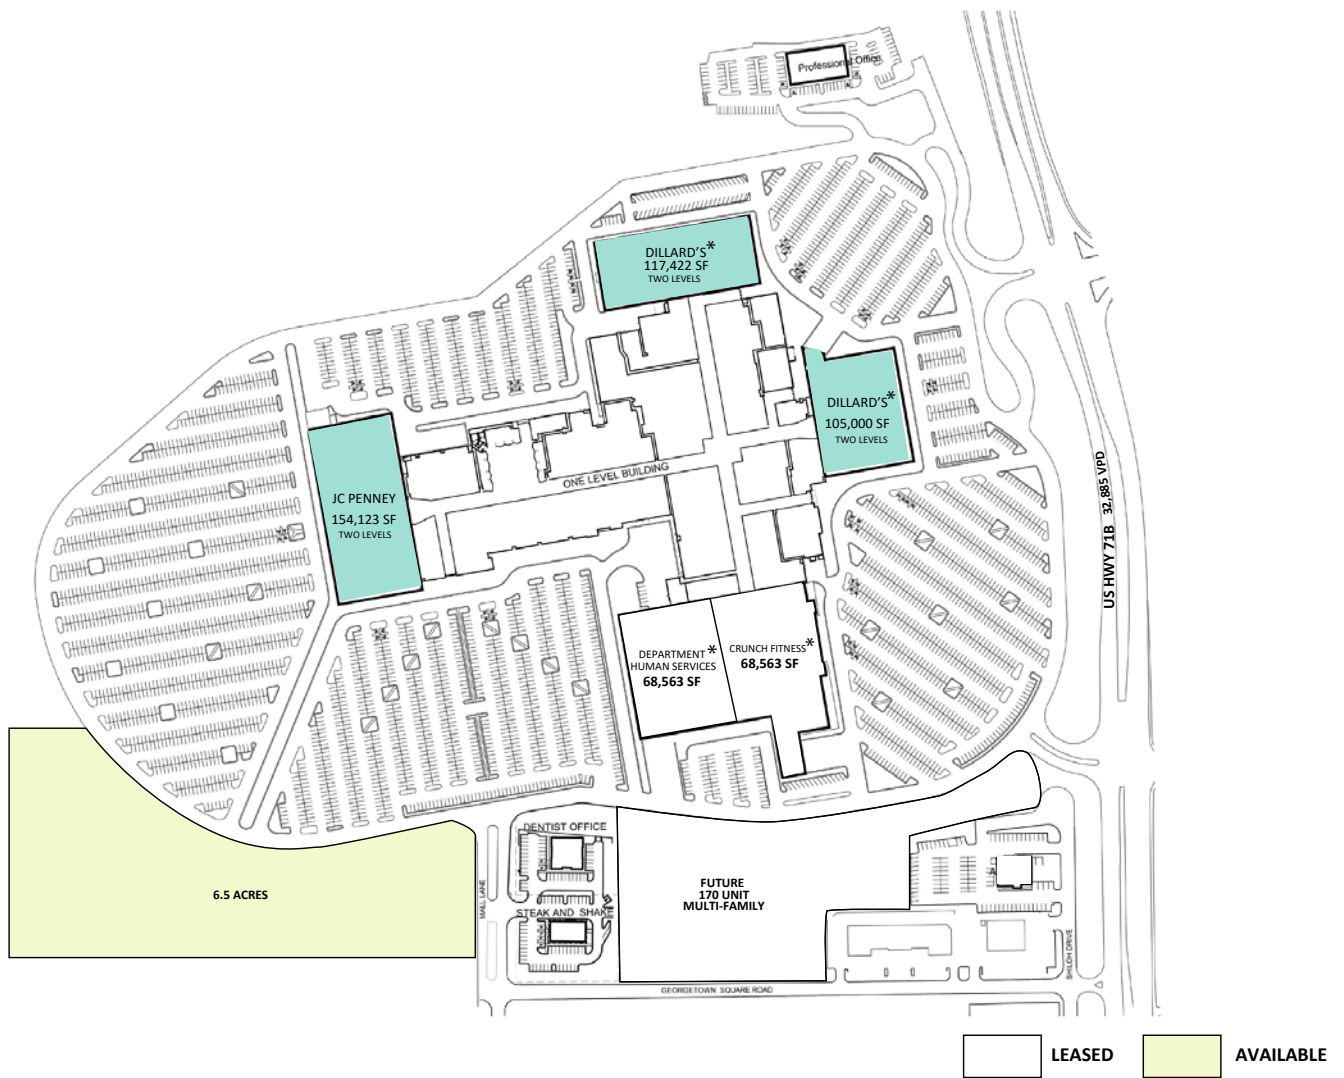 Professional Office
DILLARD'S*
117,422 SF
TWO LEVELS
DILLARD'S*
105,000 SF
TWO LEVELS
JC PENNEY
154,123 SF
TWO LEVELS
ONE LEVEL BUILDING
US HWY 71B 32,885 VPD
DEPARTMENT *
HUMAN SERVICES
68,563 SF
CRUNCH FITNESS*
68,563 SF
DENTIST OFFICE
STEAK AND SHAKE
MALL LANE
6.5 ACRES
FUTURE
170 UNIT
MULTI-FAMILY
SHILOH DRIVE
GEORGETOWN SQUARE ROAD
LEASED
AVAILABLE